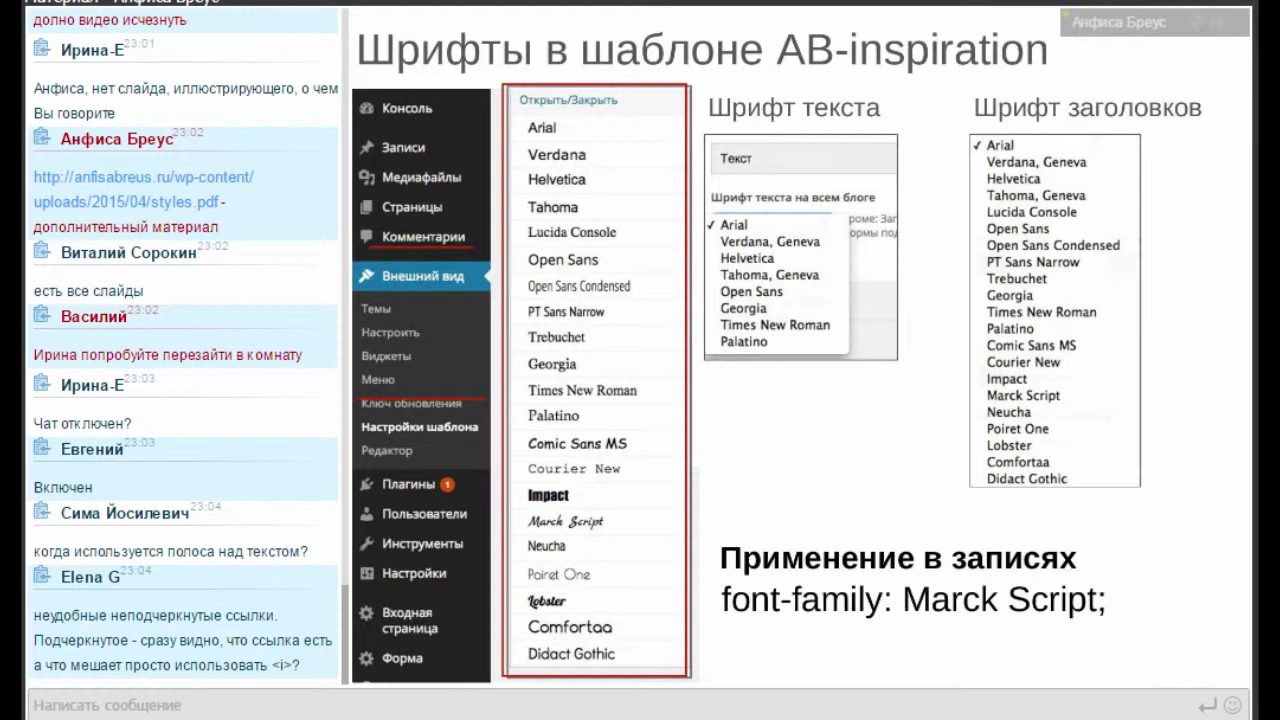 Материал - Анфиса Бреус
долно видео исчезнуть
Ирина-Е 23:01
Анфиса, нет слайда, иллюстрирующего, о чем
Вы говорите
Анфиса Бреус 23:02
http://anfisabreus.ru/wp-content/
uploads/2015/04/styles.pdf -
дополнительный материал
Виталий Сорокин 23:02
есть все слайды
Василий 23:02
Ирина попробуйте перезайти в комнату
Ирина-Е 23:03
Чат отключен?
Евгений 23:03
Включен
Сима Йосилевич 23:04
когда используется полоса над текстом?
Elena G 23:04
неудобные неподчеркнутые ссылки.
Подчеркнутое - сразу видно, что ссылка есть
а что мешает просто использовать <i>?
Написать сообщение
Анфиса Бреус
Шрифты в шаблоне AB-inspiration
Консоль
Записи
Медиафайлы
Страницы
Комментарии
Внешний вид
Темы
Настроить
Виджеты
Меню
Ключ обновления
Настройки шаблона
Редактор
Плагины 1
Пользователи
Инструменты
Настройки
Входная
страница
Форма
Открыть/Закрыть
Arial
Verdana
Helvetica
Tahoma
Lucida Console
Open Sans
Open Sans Condensed
PT Sans Narrow
Trebuchet
Georgia
Times New Roman
Palatino
Comic Sans MS
Courier New
Impact
Marck Script
Neucha
Poiret One
Lobster
Comfortaa
Didact Gothic
Шрифт текста
Текст
Шрифт текста на всем блоге
роме: Заг
ормы под
✓ Arial
Verdana, Geneva
Helvetica
Tahoma, Geneva
Open Sans
Georgia
Times New Roman
Palatino
Шрифт заголовков
✓ Arial
Verdana, Geneva
Helvetica
Tahoma, Geneva
Lucida Console
Open Sans
Open Sans Condensed
PT Sans Narrow
Trebuchet
Georgia
Times New Roman
Palatino
Comic Sans MS
Courier New
Impact
Marck Script
Neucha
Poiret One
Lobster
Comfortaa
Didact Gothic
Применение в записях
font-family: Marck Script;